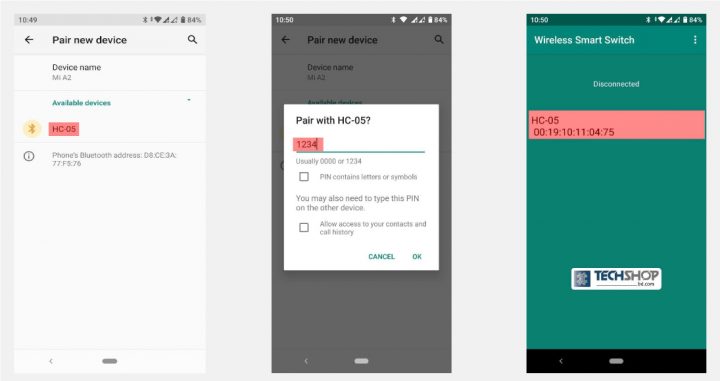 10:49
84%
Pair new device
Device name
Mi A2
Available devices
HC-05
Phone's Bluetooth address: D8:CE:3A:
77:F5:76
10:50
84%
Pair new device
Device name
Mi A2
Pair with HC-05?
1234
Usually 0000 or 1234
PIN contains letters or symbols
You may also need to type this PIN
on the other device.
Allow access to your contacts and
call history
CANCEL
OK
10:50
84%
Wireless Smart Switch
Disconnected
HC-05
00:19:10:11:04:75
TECHSHOP
bd.com